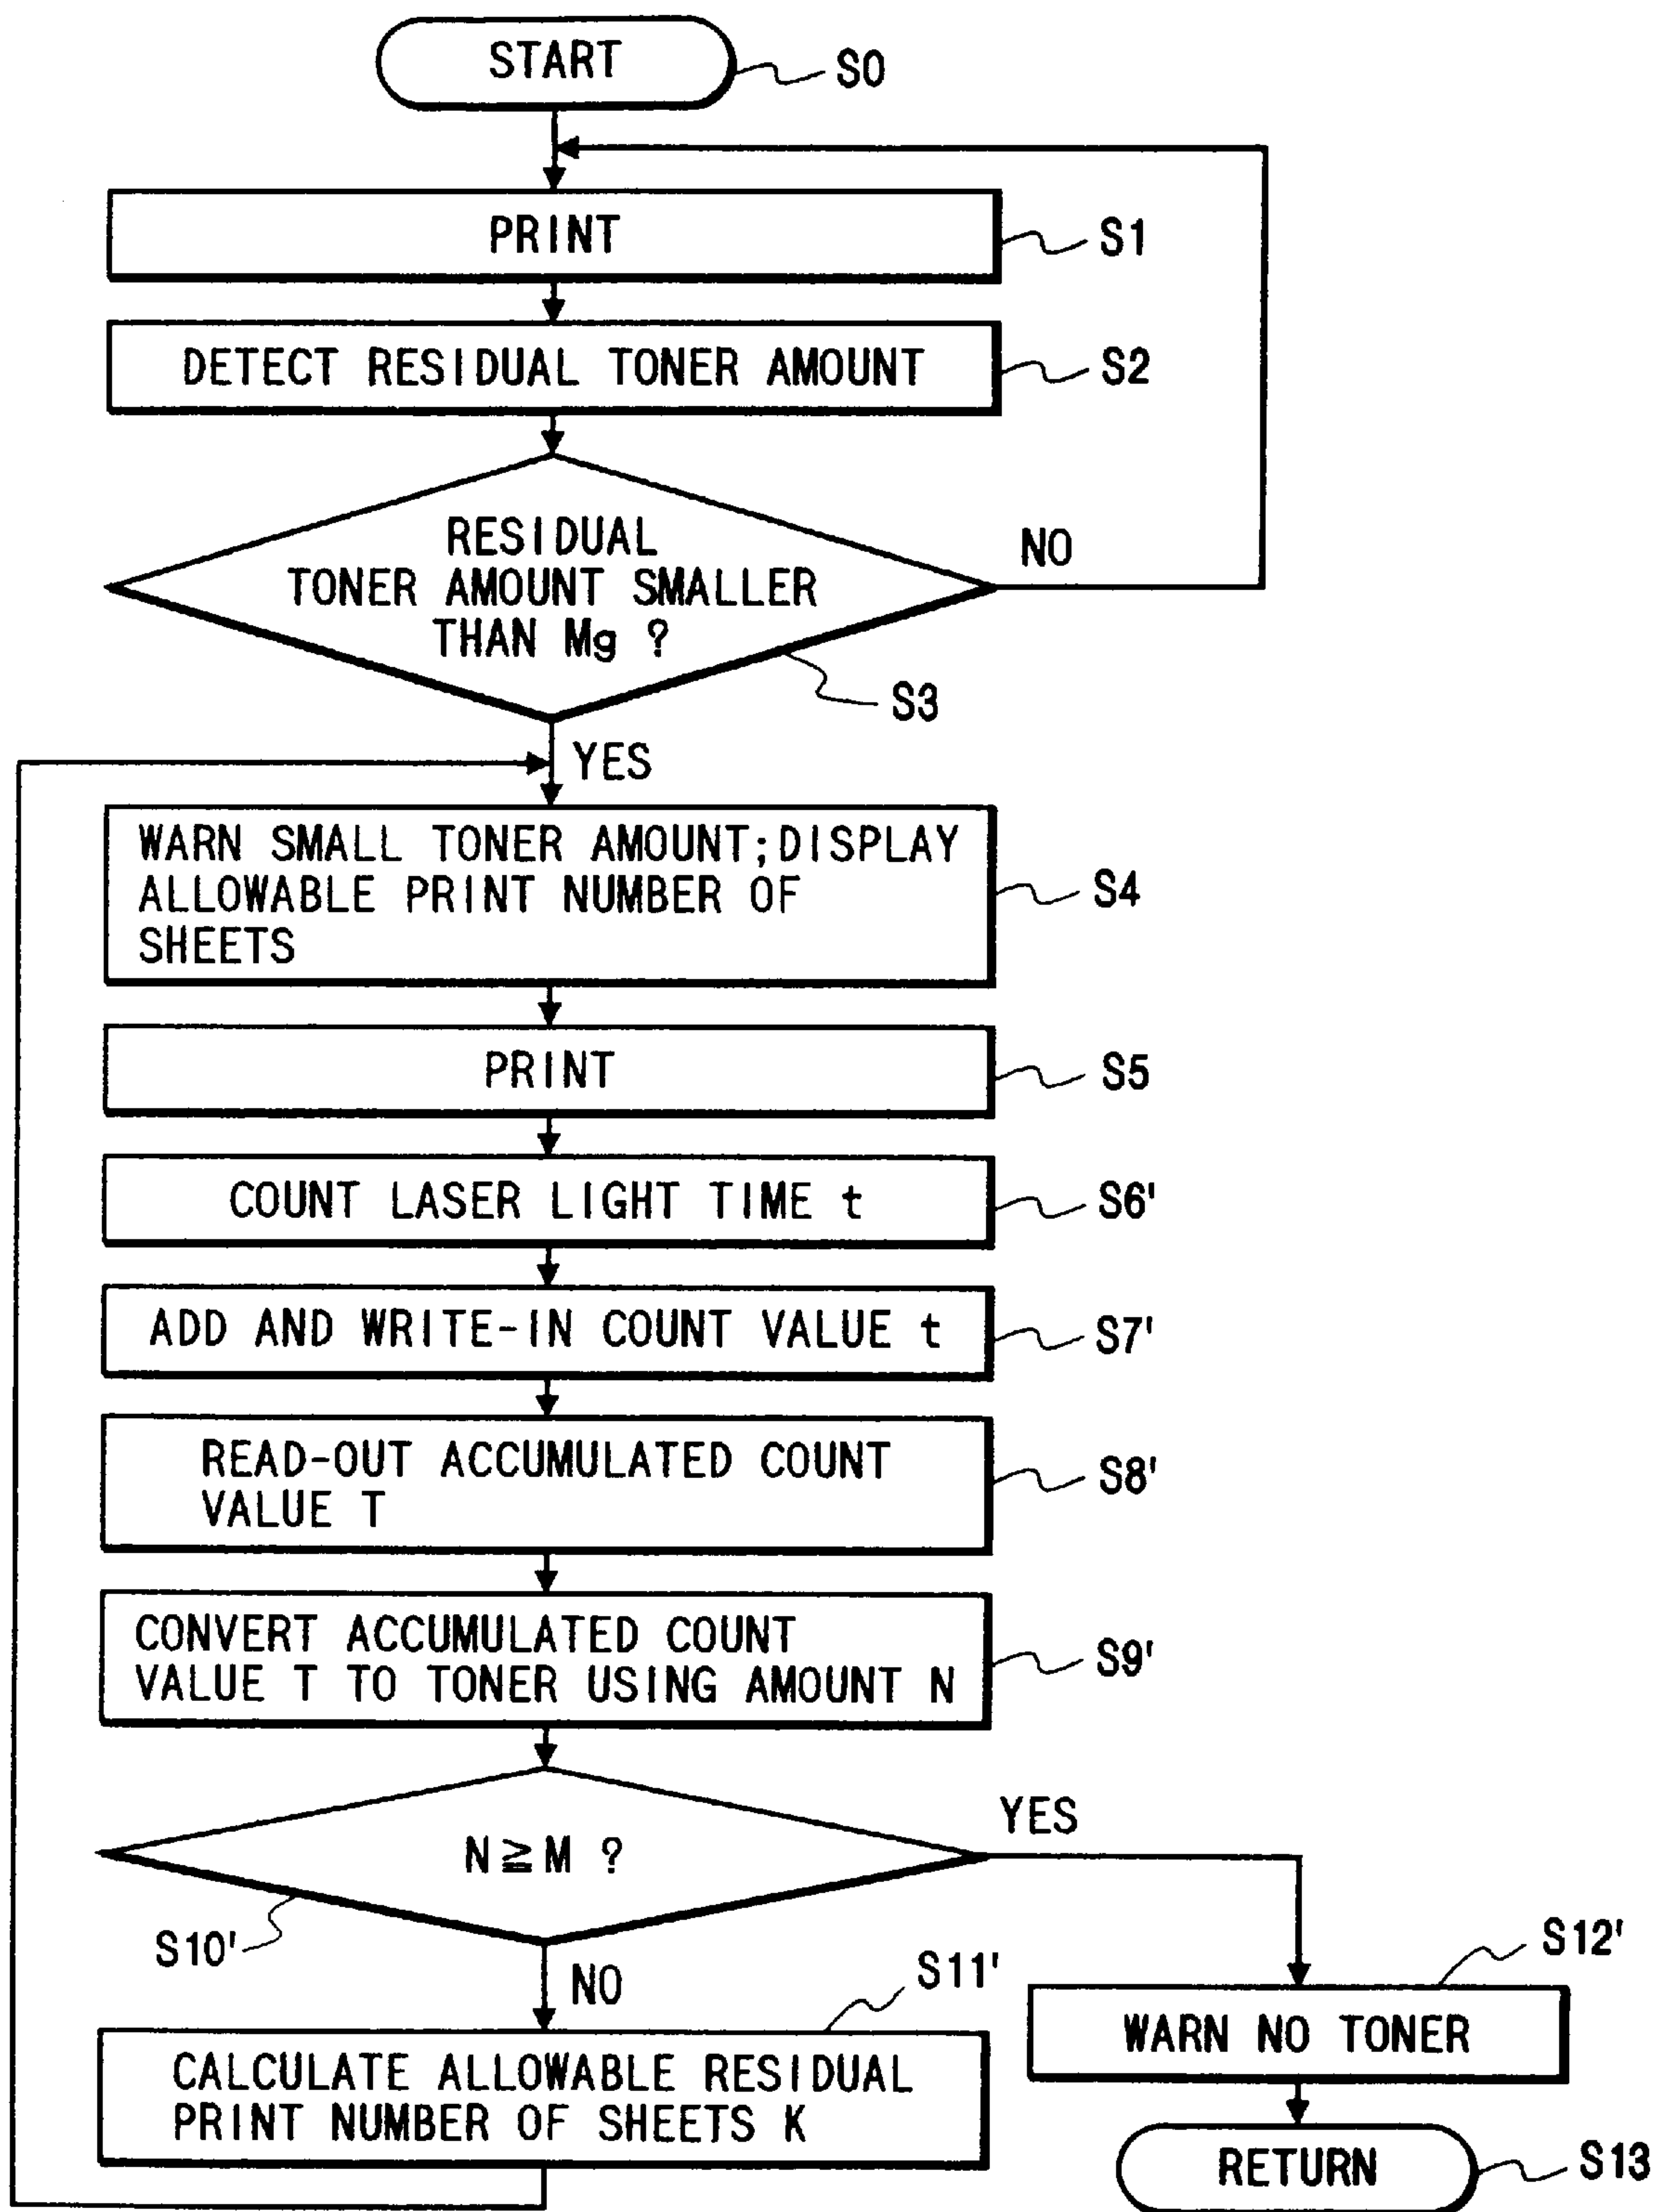 START
S0
PRINT
S1
DETECT RESIDUAL TONER AMOUNT
S2
RESIDUAL
TONER AMOUNT SMALLER
THAN Mg ?
NO
S3
YES
WARN SMALL TONER AMOUNT;DISPLAY
ALLOWABLE PRINT NUMBER OF
SHEETS
S4
PRINT
S5
COUNT LASER LIGHT TIME t
S6'
ADD AND WRITE-IN COUNT VALUE t
S7'
READ-OUT ACCUMULATED COUNT
VALUE T
S8'
CONVERT ACCUMULATED COUNT
VALUE T TO TONER USING AMOUNT N
S9'
N≧M ?
YES
S10'
NO
S11'
S12'
CALCULATE ALLOWABLE RESIDUAL
PRINT NUMBER OF SHEETS K
WARN NO TONER
RETURN
S13